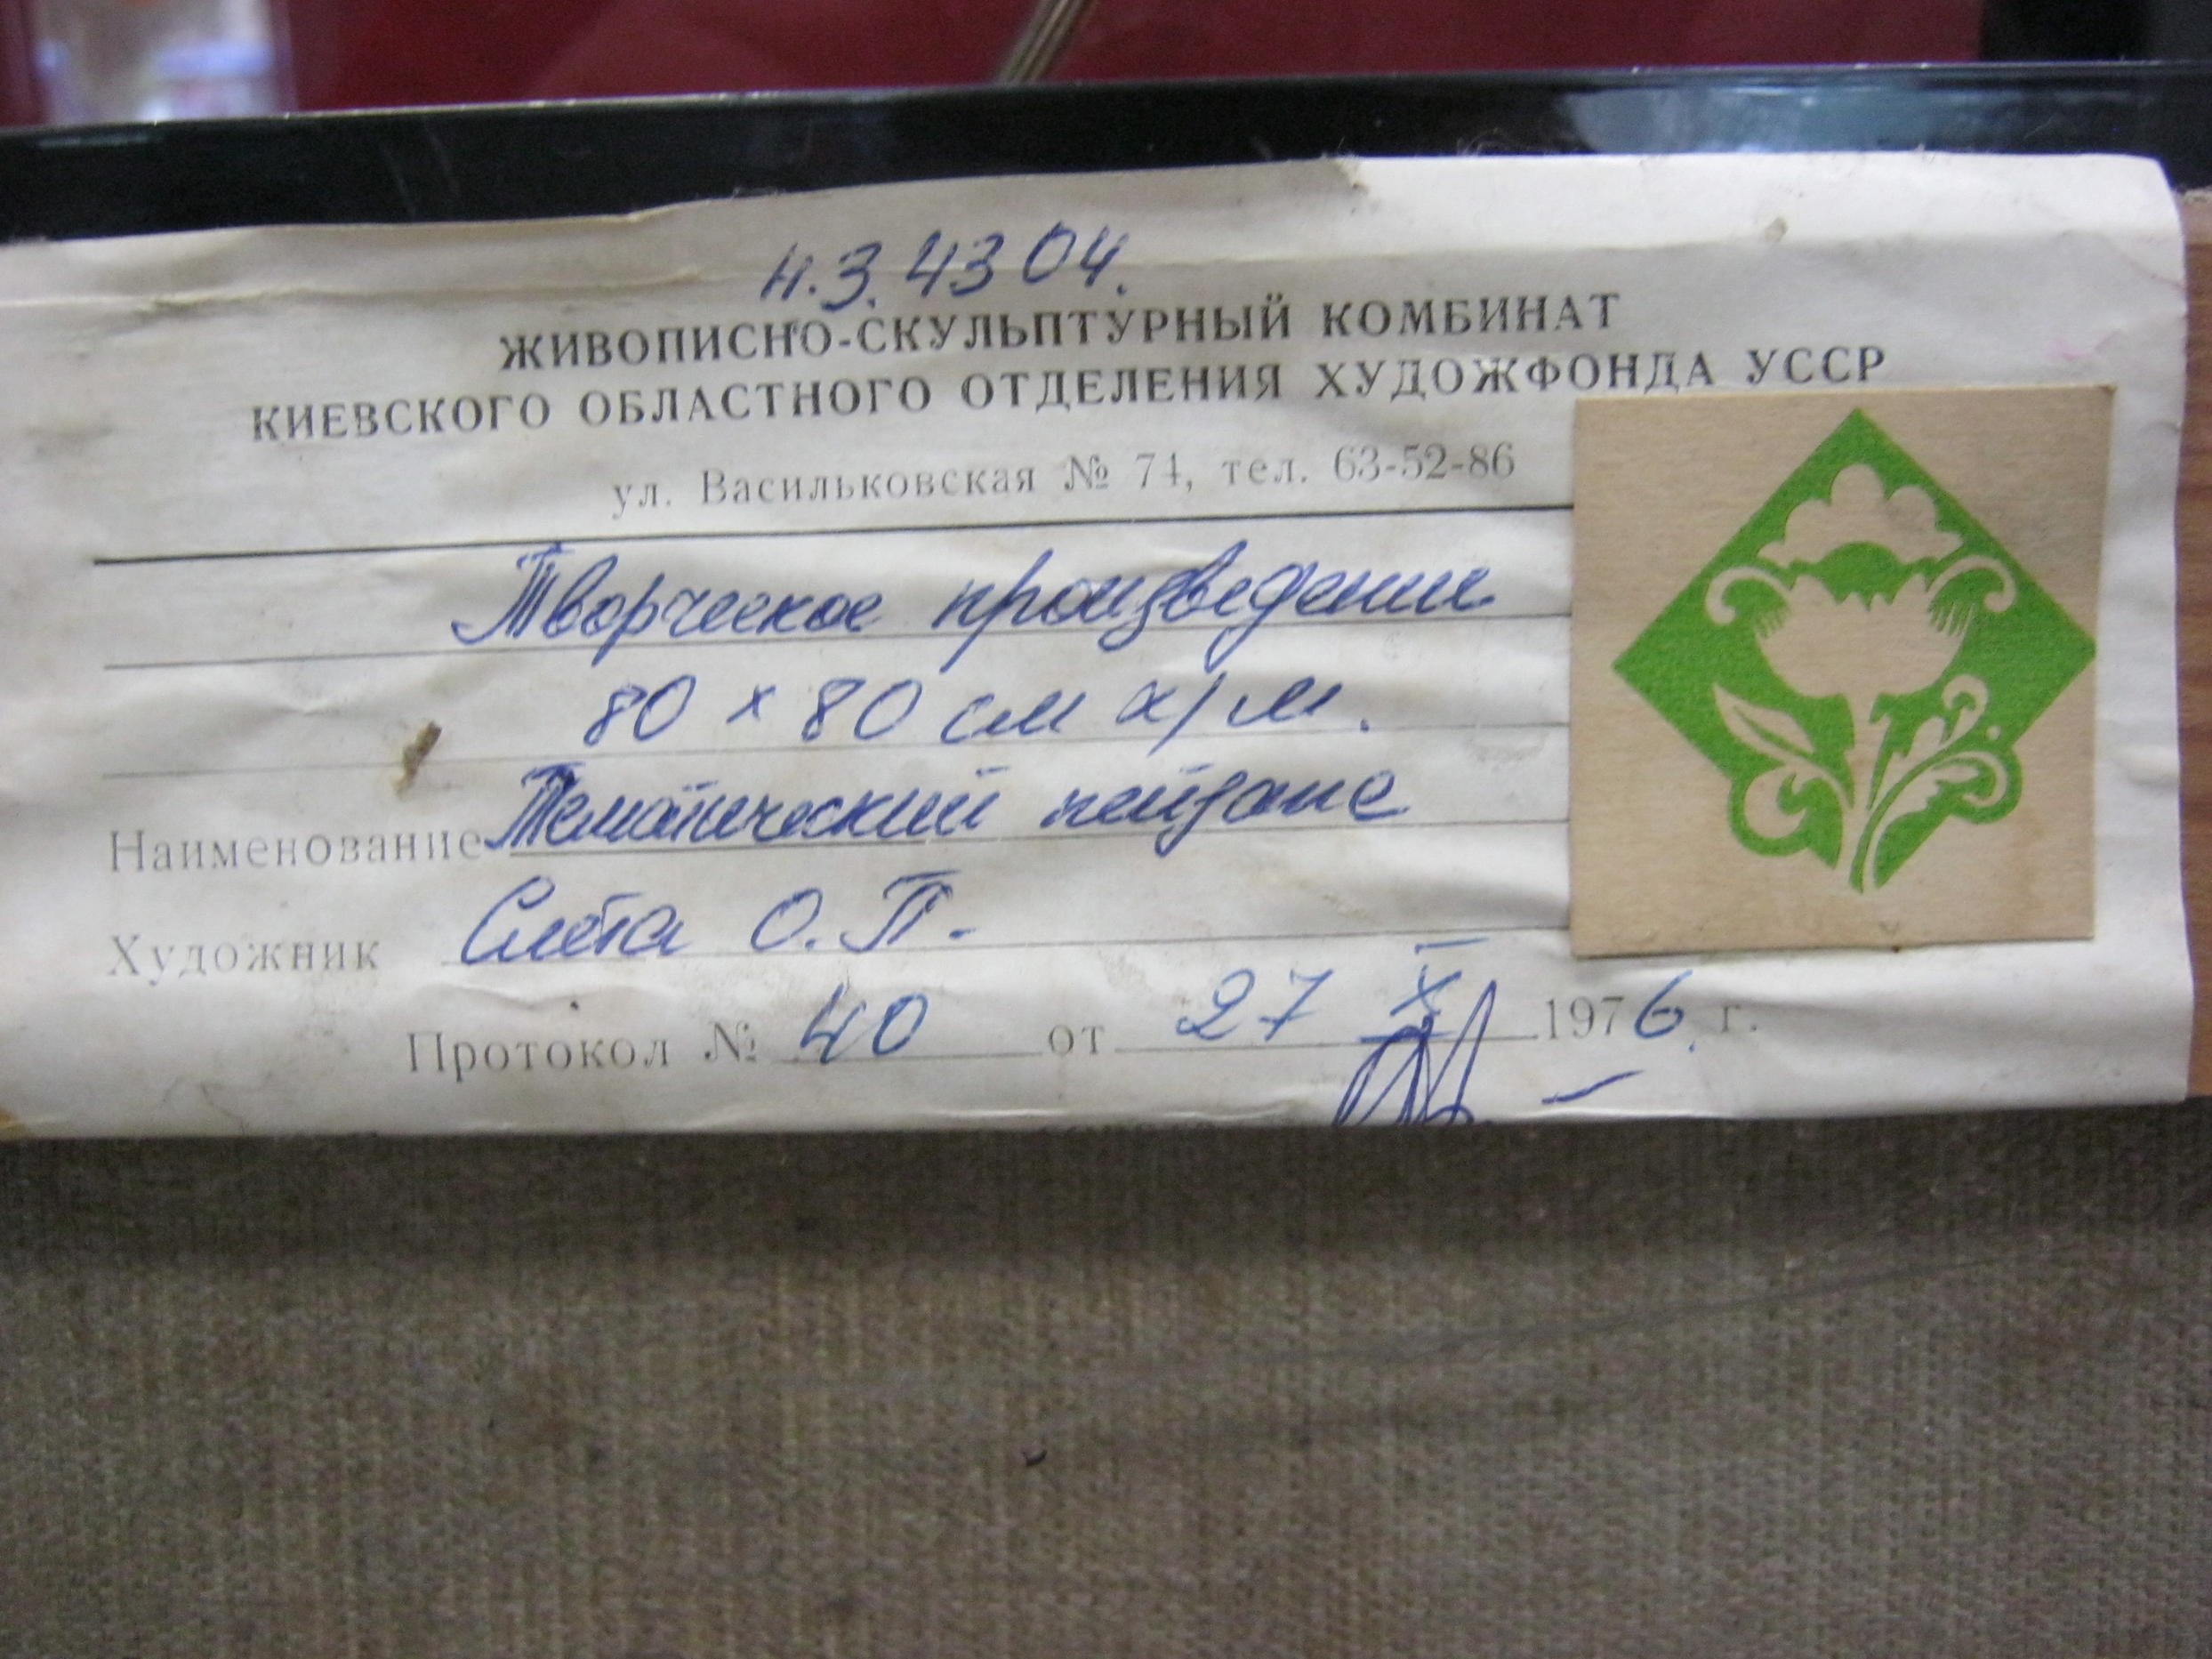 н.з. 4304.
ЖИВОПИСНО-СКУЛЬПТУРНЫЙ КОМБИНАТ
КИЕВСКОГО ОБЛАСТНОГО ОТДЕЛЕНИЯ ХУДОЖФОНДА УССР
ул. Васильковская № 74, тел. 63-52-86
Творческое произведение
80 х 80 см х/м.
Наименование Тематический пейзаж
Художник О. П.
Протокол № 40 от 27 X 1976 г.